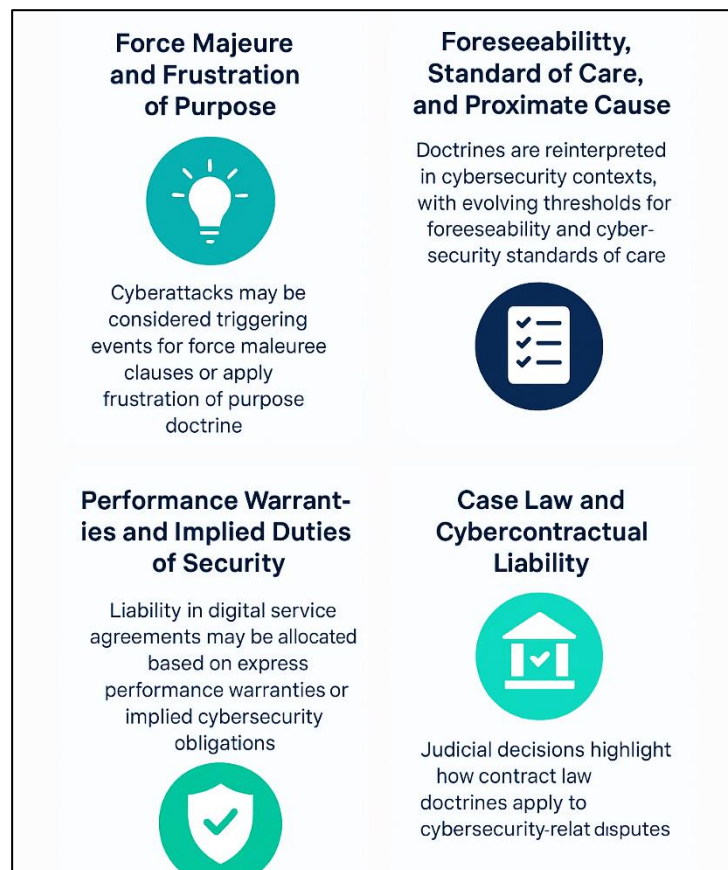 Force Majeure
and Frustration
of Purpose
Cyberattacks may be
considered triggering
events for force maleuree
clauses or apply
frustration of purpose
doctrine
Foreseeabilitty,
Standard of Care,
and Proximate Cause
Doctrines are reinterpreted
in cybersecurity contexts,
with evolving thresholds for
foreeseability and cyber-
security standards of care
Performance Warrant-
ies and Implied Duties
of Security
Liability in digital service
agreements may be allocated
based on express
performance warranties or
implied cybersecurity
obligations
Case Law and
Cybercontractual
Liability
Judicial decisions highlight
how contract law
doctrines apply to
cybersecurity-relat disputes